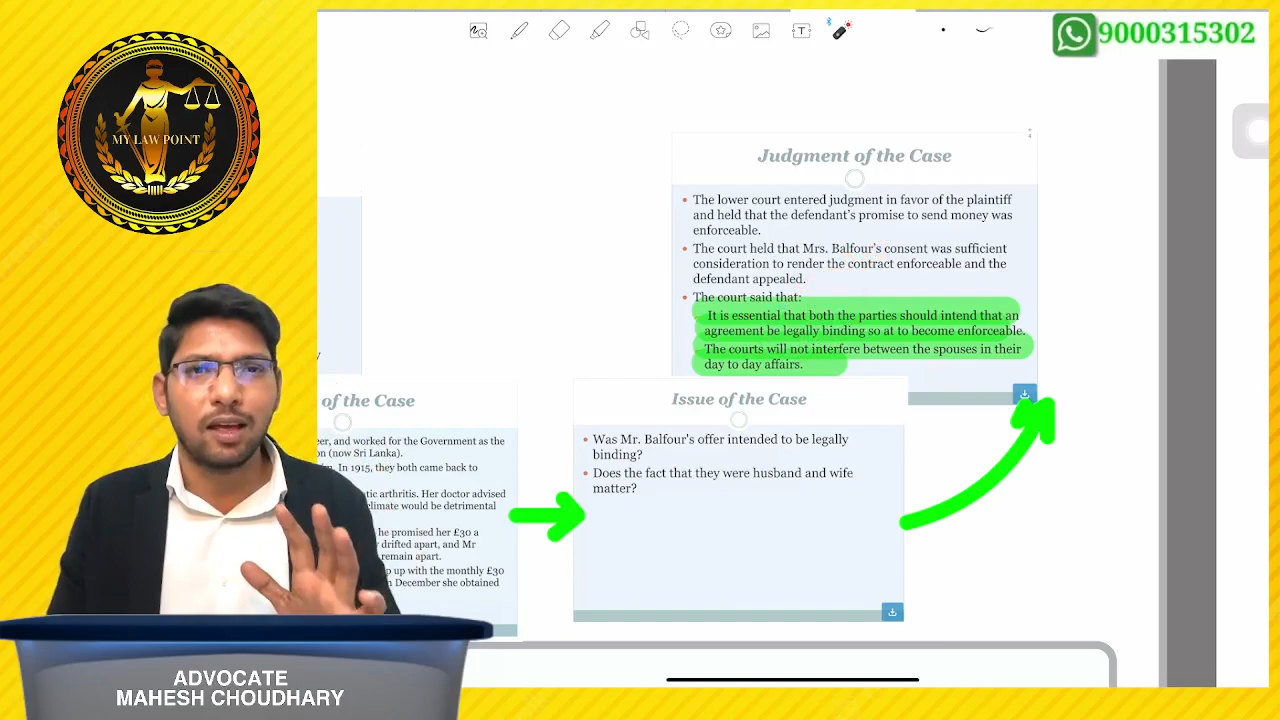 9000315302
MY LAW POINT
T
Judgment of the Case
• The lower court entered judgment in favor of the plaintiff
and held that the defendant's promise to send money was
enforceable.
• The court held that Mrs. Balfour's consent was sufficient
consideration to render the contract enforceable and the
defendant appealed.
• The court said that:
It is essential that both the parties should intend that an
agreement be legally binding so at to become enforceable.
The courts will not interfere between the spouses in their
day to day affairs.
of the Case
er, and worked for the Government as the
n (now Sri Lanka).
In 1915, they both came back to
tic arthritis. Her doctor advised
climate would be detrimental
he promised her £30 a
drifted apart, and Mr
remain apart.
p up with the monthly £30
n December she obtained
Issue of the Case
• Was Mr. Balfour's offer intended to be legally
binding?
• Does the fact that they were husband and wife
matter?
ADVOCATE
MAHESH CHOUDHARY